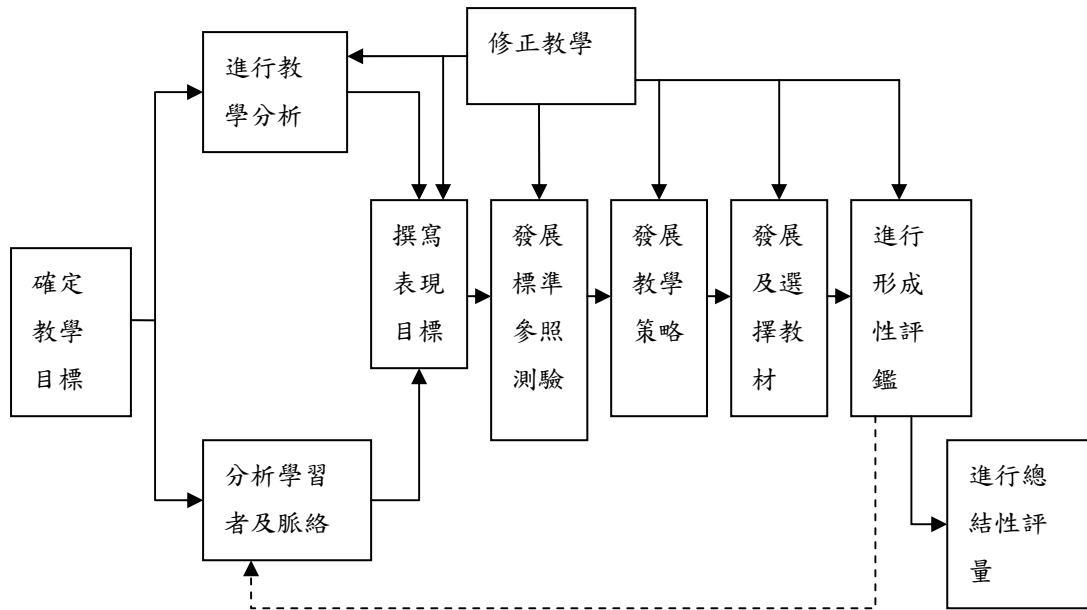 修正教學
進行教
學分析
確定
教學
目標
分析學習
者及脈絡
撰寫
表現
目標
發展
標準
參照
測驗
發展
教學
策略
發展
及選
擇教
材
進行
形成
性評
鑑
進行總
結性評
量